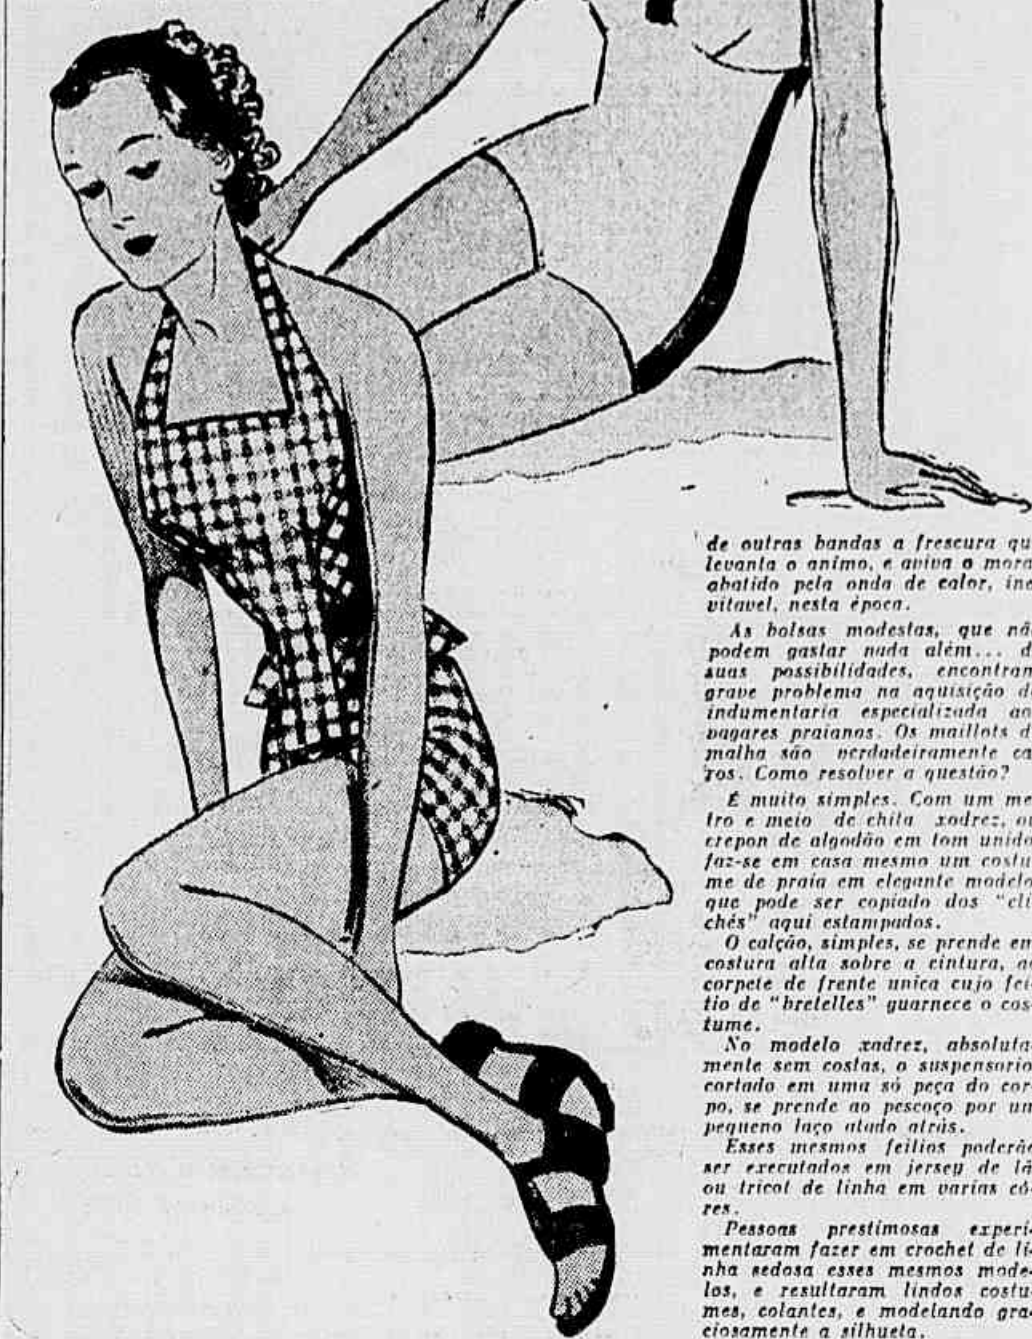 de outras bandas a frescura qu
levanta o animo, e aviva o mora
abatido pela onda de calor, ine
vitavel, nesta época.
As bolsas modestas, que nã
podem gastar nada além... d
suas possibilidades, encontram
grave problema na aquisição d
indumentaria especializada ao
vagares praianos. Os maillots d
malha são verdadeiramente ca
ros. Como resolver a questão?
É muito simples. Com um me
tro e meio de chita xadrez, ou
crepon de algodão em tom unido
faz-se em casa mesmo um costu
me de praia em elegante modelo
que pode ser copiado dos "cli
chés" aqui estampados.
O calção, simples, se prende em
costura alta sobre a cintura, ao
corpete de frente unica cujo fei-
tio de "bretelles" guarnece o cos-
tume.
No modelo xadrez, absoluta-
mente sem costas, o suspensorio
cortado em uma só peça do cor-
po, se prende ao pescoço por um
pequeno laço atado atrás.
Esses mesmos feitios poderão
ser executados em jersey de lã
ou tricot de linha em varias cô-
res.
Pessoas prestimosas experi-
mentaram fazer em crochet de li-
nha sedosa esses mesmos mode-
los, e resultaram lindos costu-
mes, colantes, e modelando gra-
ciosamente a silhueta.